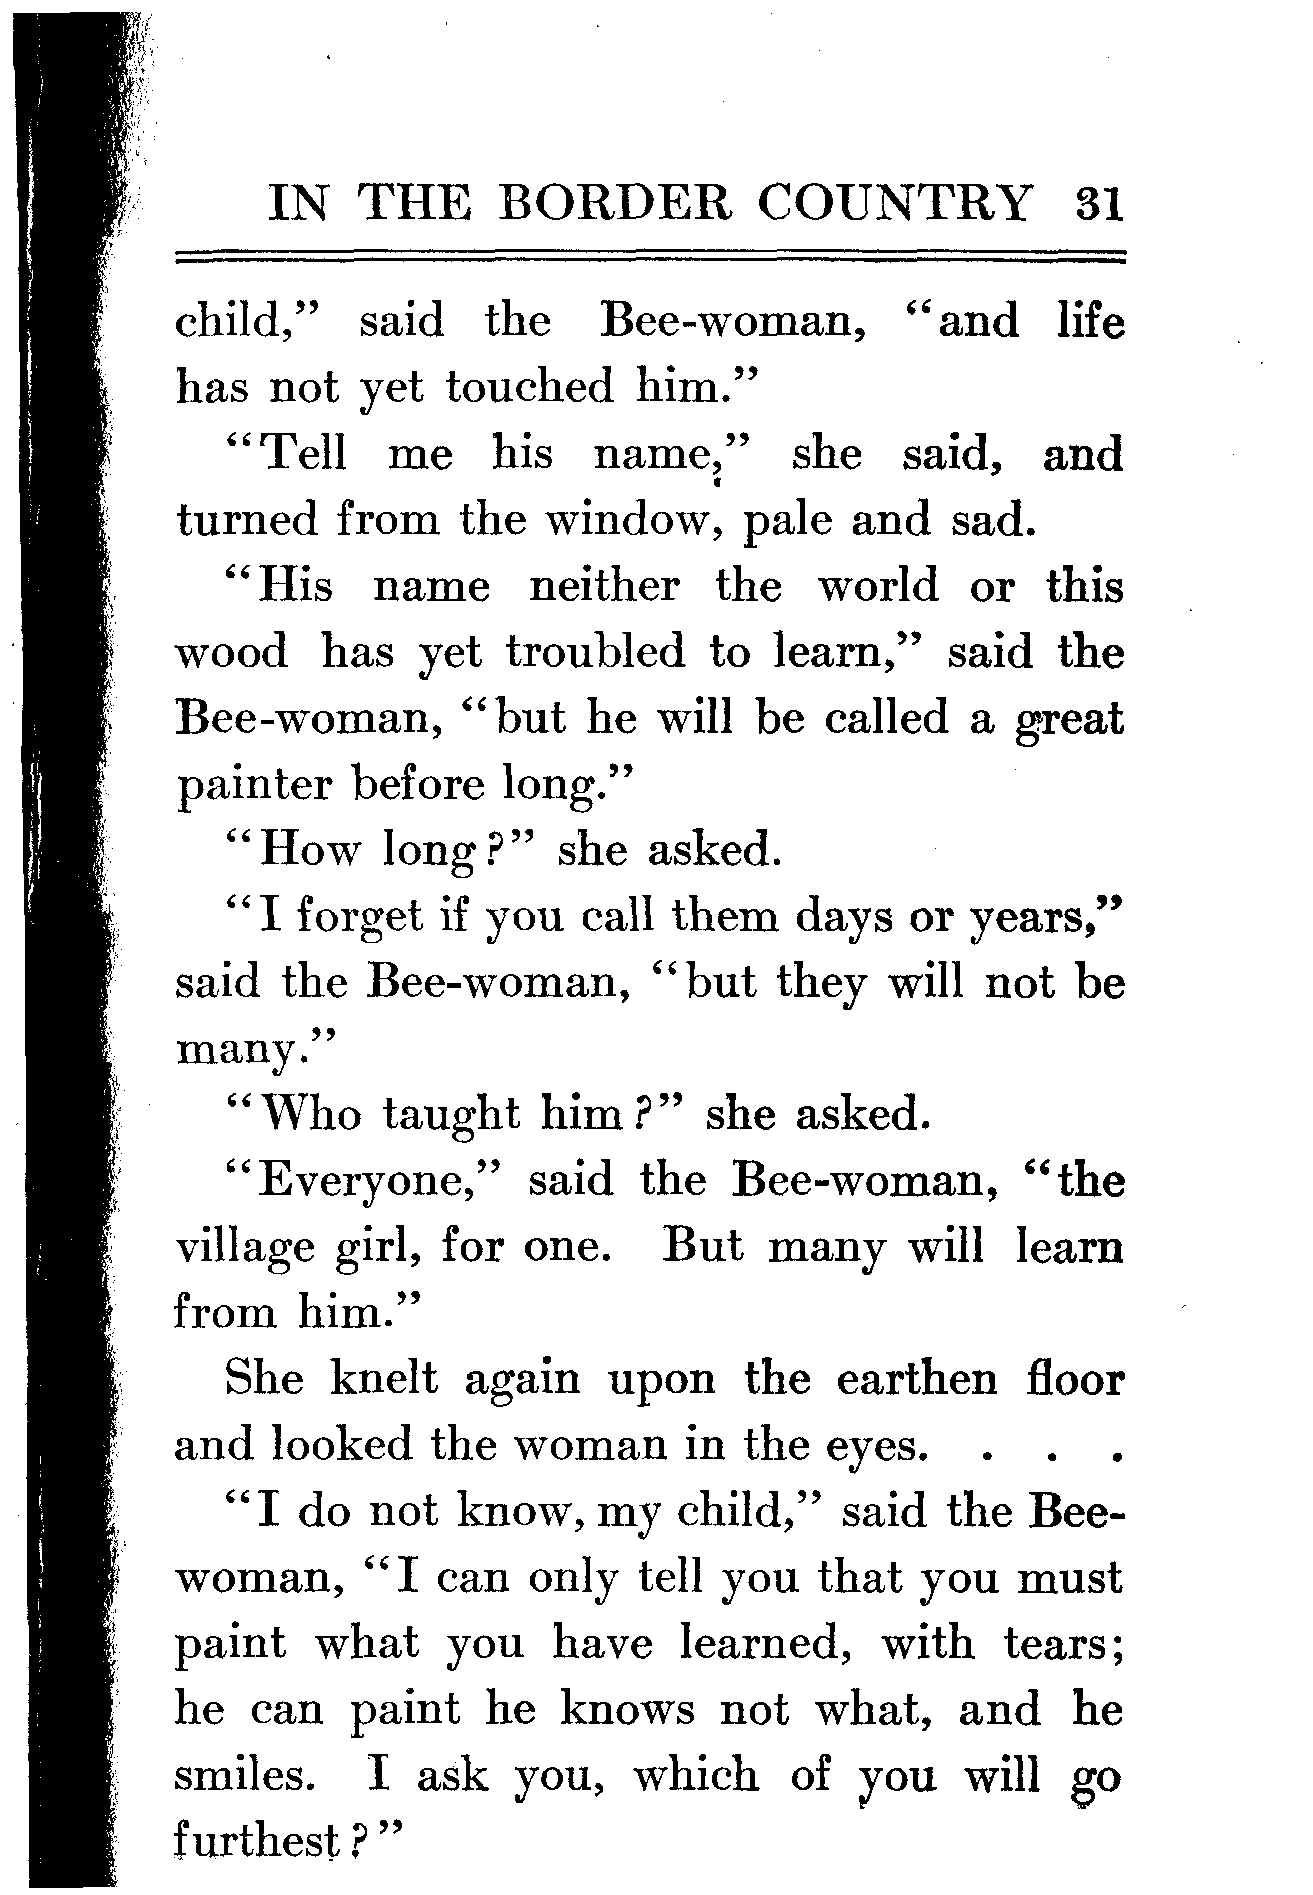 IN THE BORDER COUNTRY 31
child,” said the Bee-woman, “and life
has not yet touched him.”
“Tell me his name,” she said, and
turned from the window, pale and sad.
“His name neither the world or this
wood has yet troubled to learn,” said the
Bee-woman, “but he will be called a great
painter before long.”
“How long?” she asked.
“I forget if you call them days or years,”
said the Bee-woman, “but they will not be
many.”
“Who taught him?” she asked.
“Everyone,” said the Bee-woman, “the
village girl, for one. But many will learn
from him.”
She knelt again upon the earthen floor
and looked the woman in the eyes. . . .
“I do not know, my child,” said the Bee-
woman, “I can only tell you that you must
paint what you have learned, with tears;
he can paint he knows not what, and he
smiles. I ask you, which of you will go
furthest?”